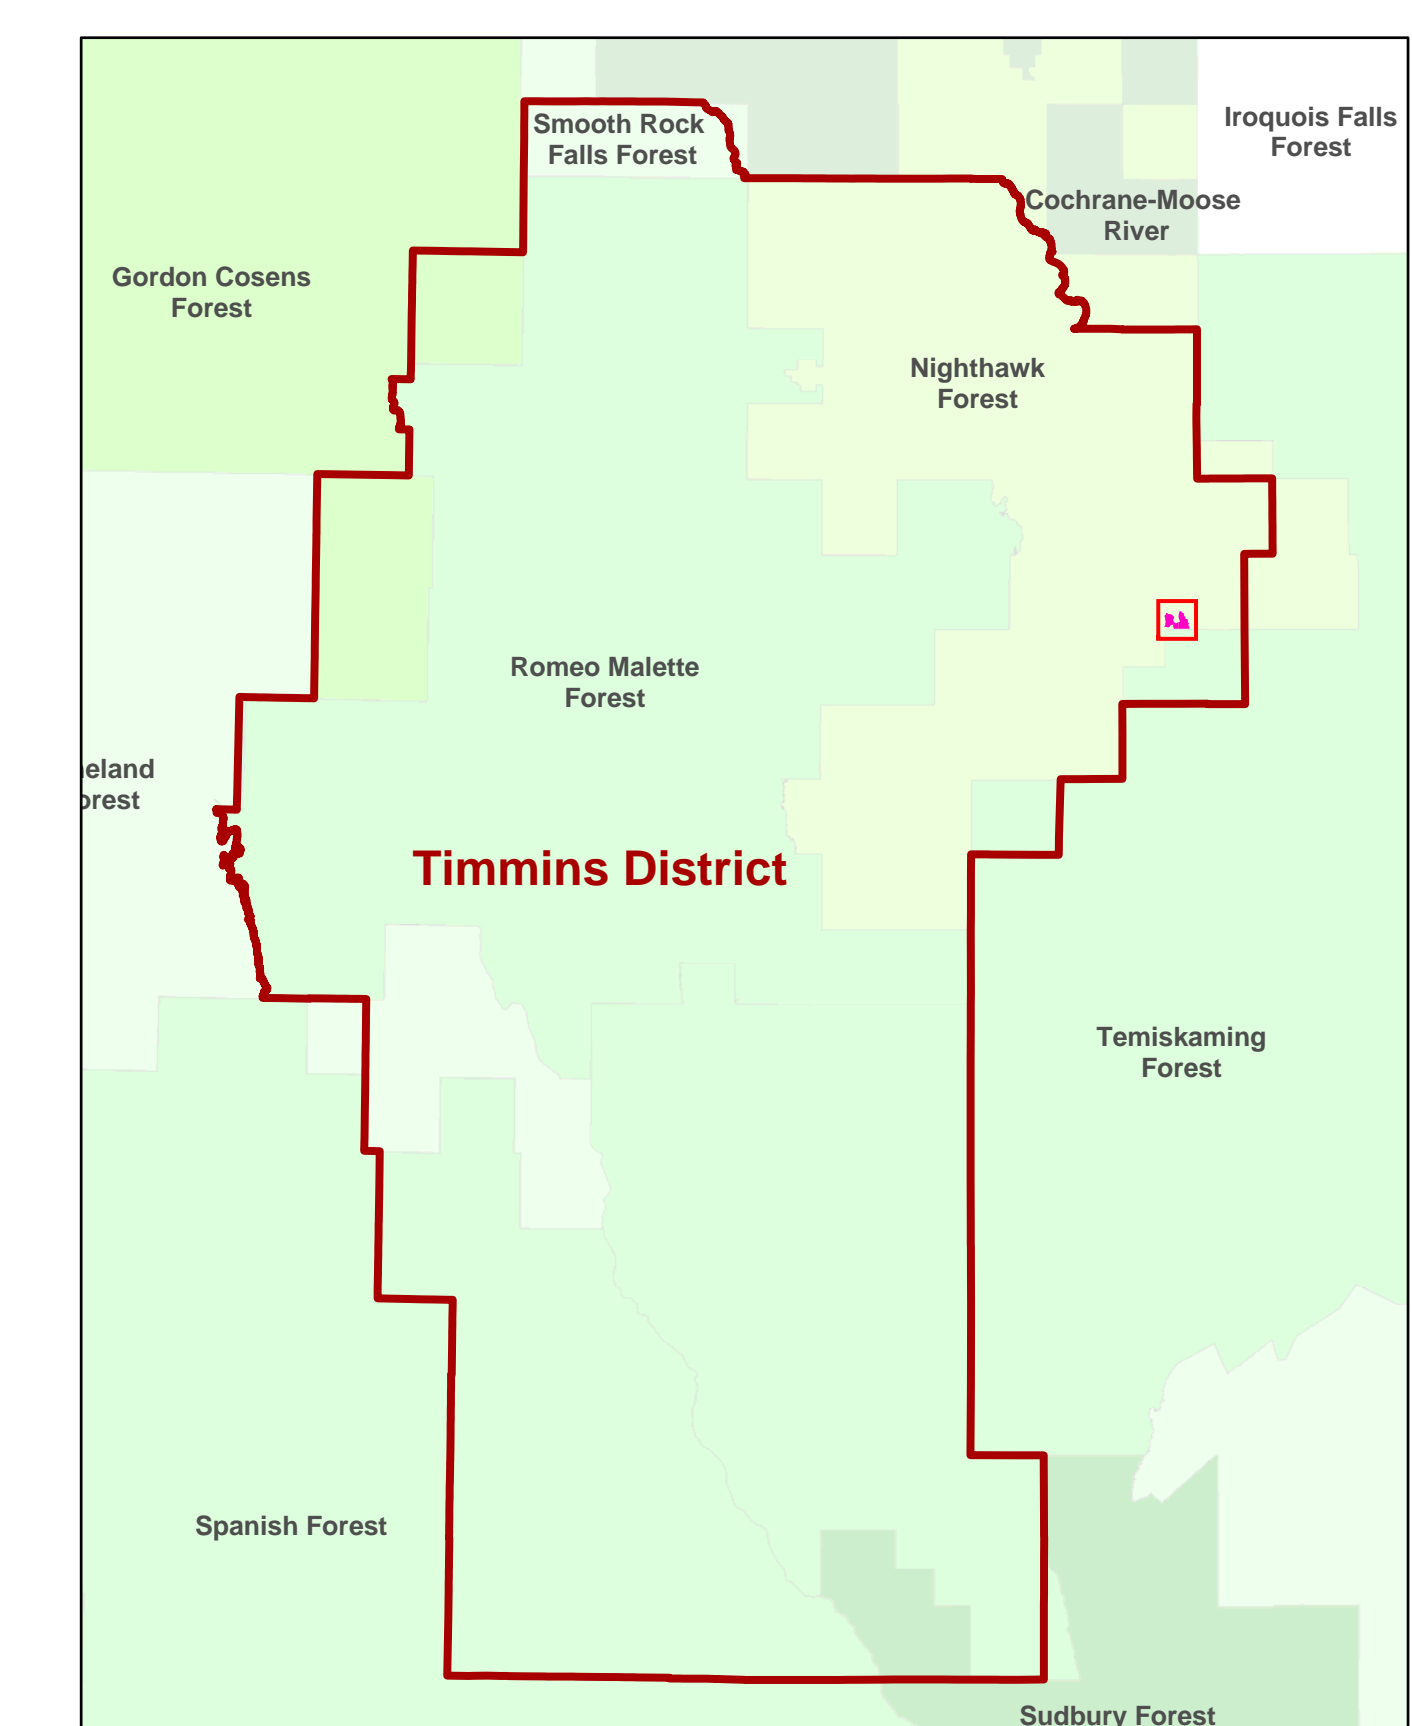 Smooth Rock
Falls Forest
Iroquois Falls
Forest
Cochrane-Moose
River
Gordon Cosens
Forest
Nighthawk
Forest
Romeo Malette
Forest
eland
orest
Timmins District
Temiskaming
Forest
Spanish Forest
Sudbury Forest